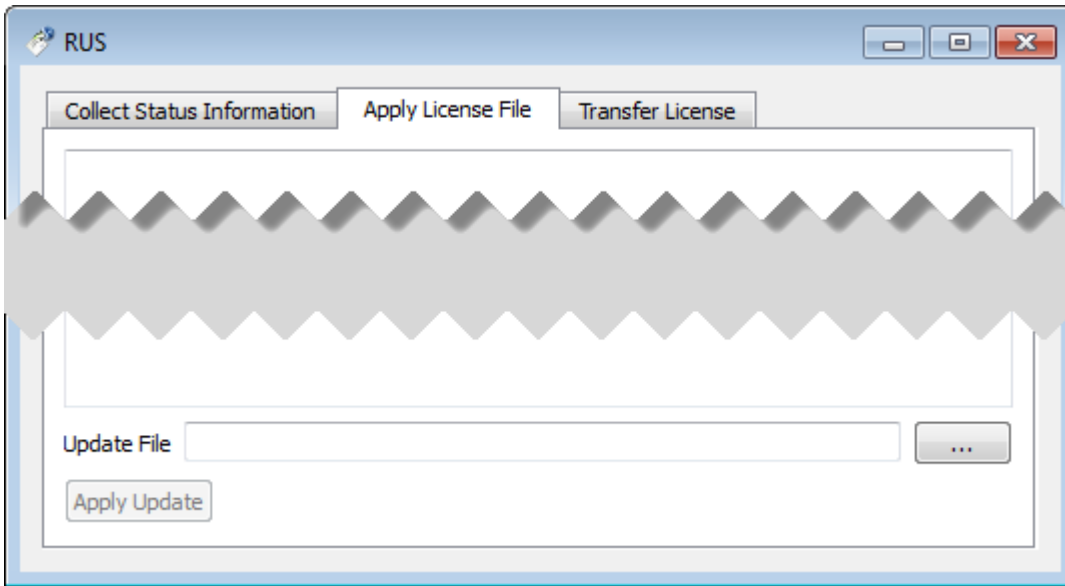 RUS
Collect Status Information Apply License File Transfer License
Update File ...
Apply Update